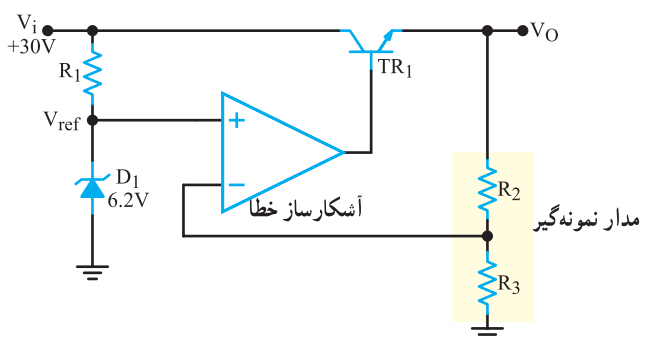 Vi
+30V
R1
Vref
D1
6.2V
+
−
آشکارساز خطا
TR1
VO
R2
R3
مدار نمونه‌گیر